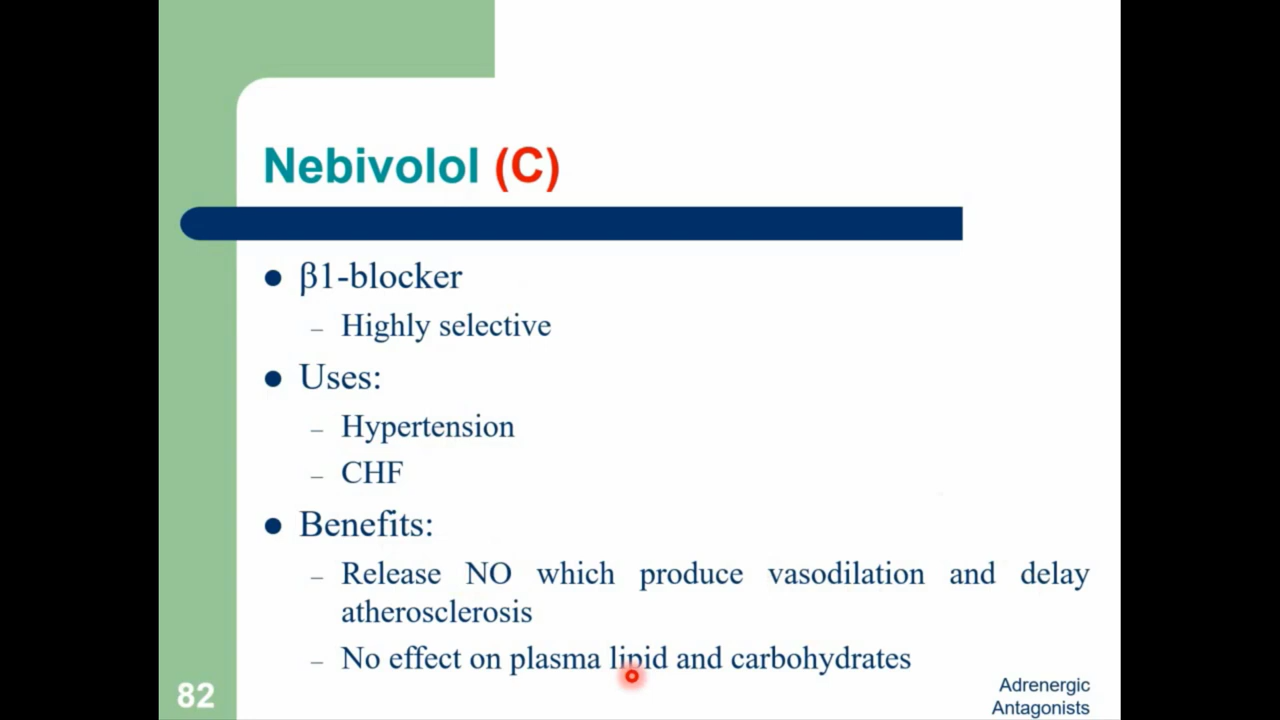 Nebivolol (C)
● β1-blocker
– Highly selective
● Uses:
– Hypertension
– CHF
● Benefits:
– Release NO which produce vasodilation and delay
atherosclerosis
– No effect on plasma lipid and carbohydrates
82
Adrenergic
Antagonists